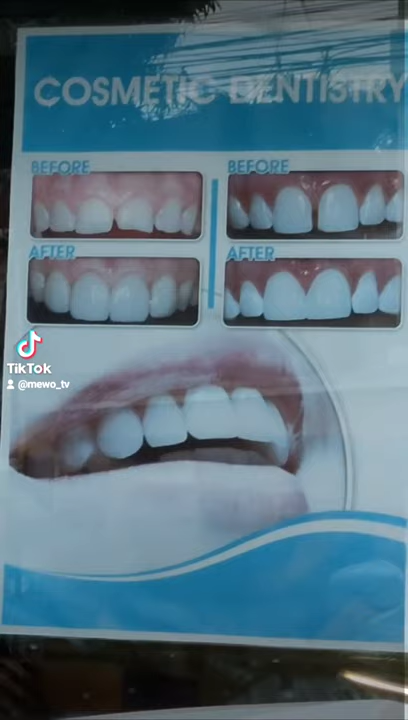 COSMETIC DENTISTRY
BEFORE
BEFORE
AFTER
AFTER
TikTok
@mewo_tv